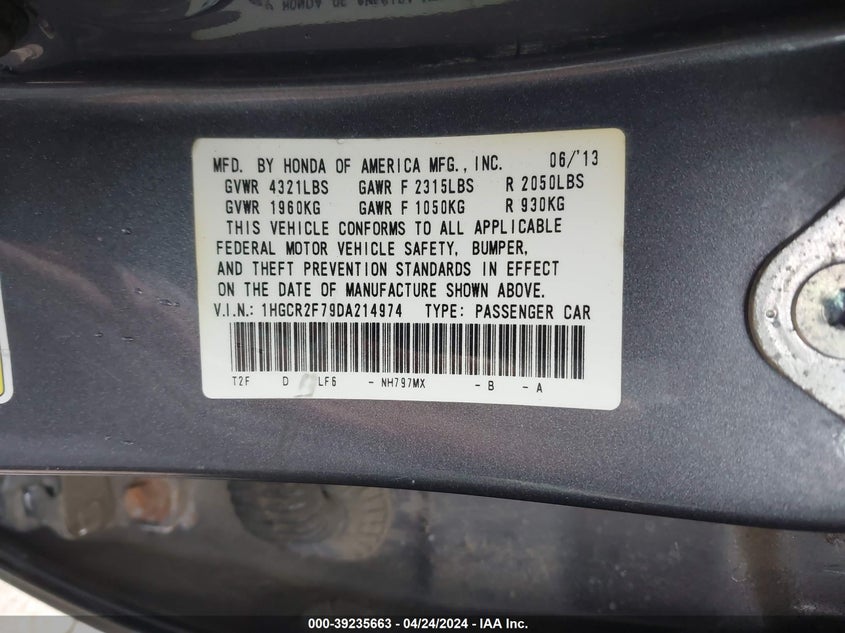 MFD. BY HONDA OF AMERICA MFG., INC. 06/'13
GVWR 4321LBS GAWR F 2315LBS R 2050LBS
GVWR 1960KG GAWR F 1050KG R 930KG
THIS VEHICLE CONFORMS TO ALL APPLICABLE
FEDERAL MOTOR VEHICLE SAFETY, BUMPER,
AND THEFT PREVENTION STANDARDS IN EFFECT
ON THE DATE OF MANUFACTURE SHOWN ABOVE.
V.I.N.: 1HGCR2F79DA214974 TYPE: PASSENGER CAR
T2F D LF6 - NH797MX - B - A
000-39235663 - 04/24/2024 - IAA Inc.